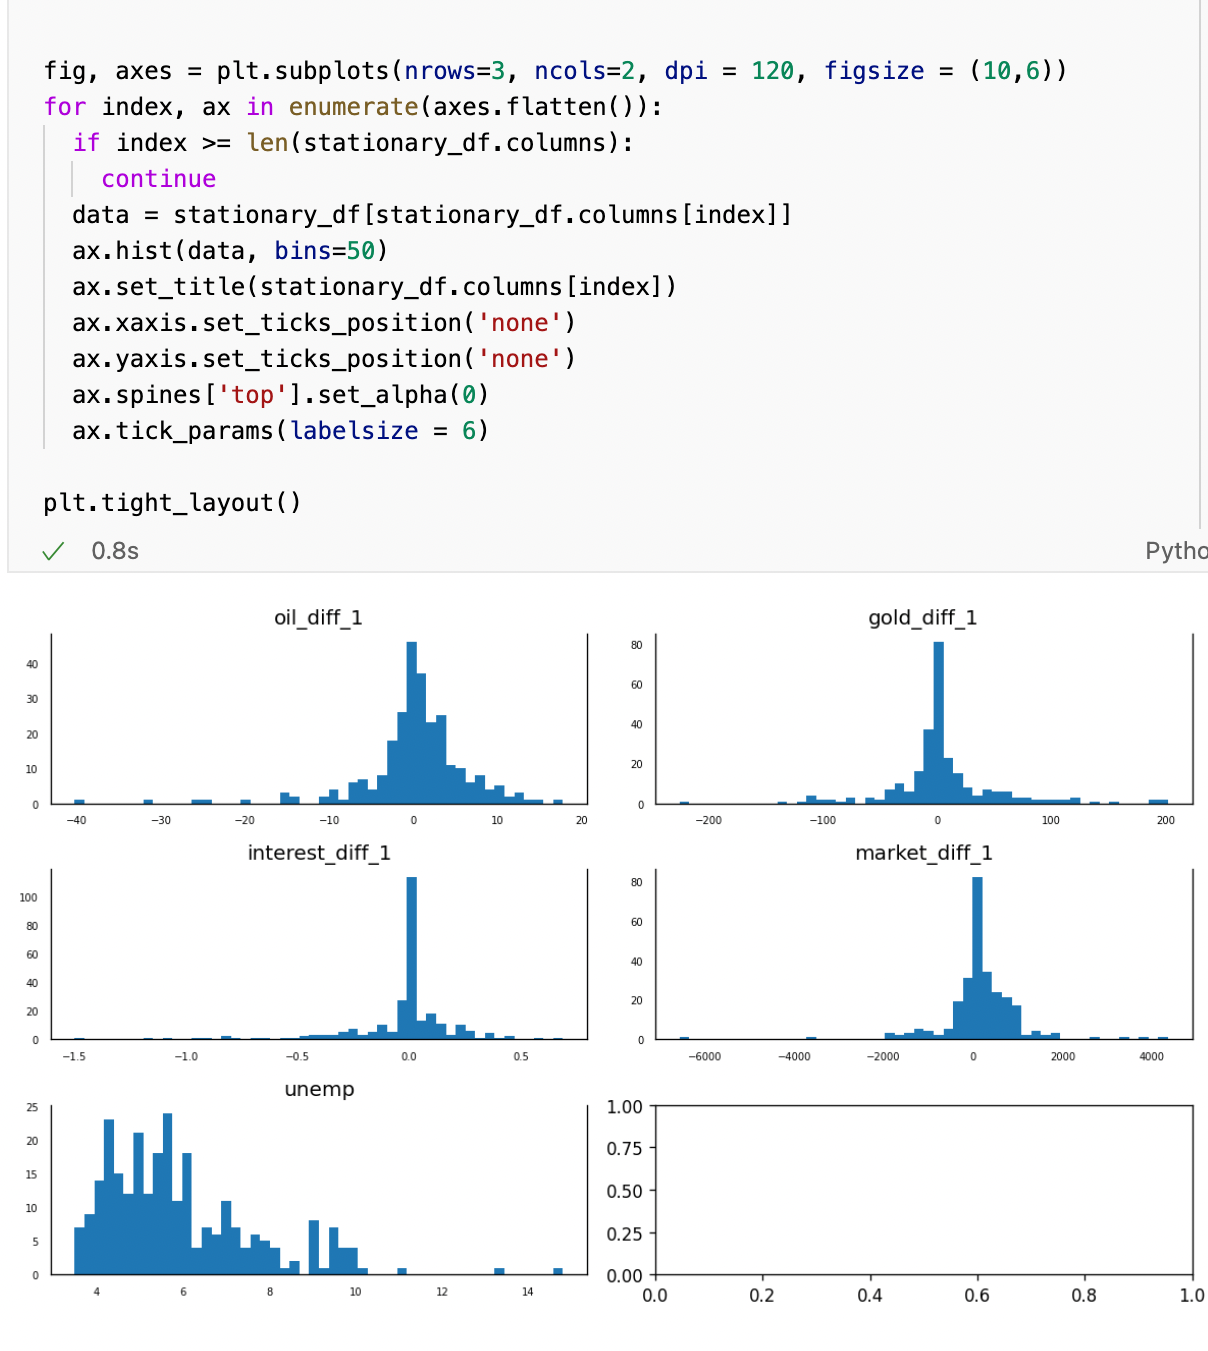 fig, axes = plt.subplots(nrows=3, ncols=2, dpi = 120, figsize = (10,6))
for index, ax in enumerate(axes.flatten()):
  if index >= len(stationary_df.columns):
    continue
  data = stationary_df[stationary_df.columns[index]]
  ax.hist(data, bins=50)
  ax.set_title(stationary_df.columns[index])
  ax.xaxis.set_ticks_position('none')
  ax.yaxis.set_ticks_position('none')
  ax.spines['top'].set_alpha(0)
  ax.tick_params(labelsize = 6)
plt.tight_layout()
0.8s Pytho
oil_diff_1
40
30
20
10
0
−40 −30 −20 −10 0 10 20
gold_diff_1
80
60
40
20
0
−200 −100 0 100 200
interest_diff_1
100
80
60
40
20
0
−1.5 −1.0 −0.5 0.0 0.5
market_diff_1
80
60
40
20
0
−6000 −4000 −2000 0 2000 4000
unemp
25
20
15
10
5
0
4 6 8 10 12 14
1.00
0.75
0.50
0.25
0.00
0.0 0.2 0.4 0.6 0.8 1.0